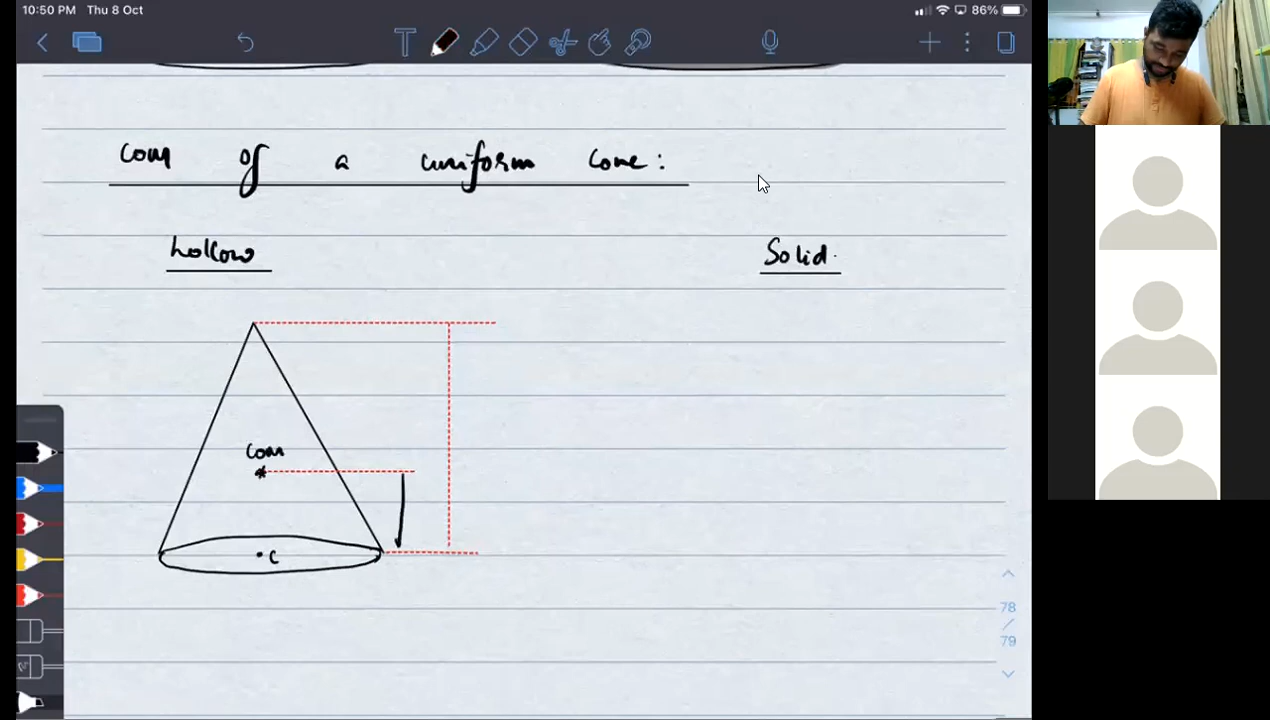 10:50 PM Thu 8 Oct 86%
T
com of a uniform Cone:
hollow Solid.
Com
C
78
/
79